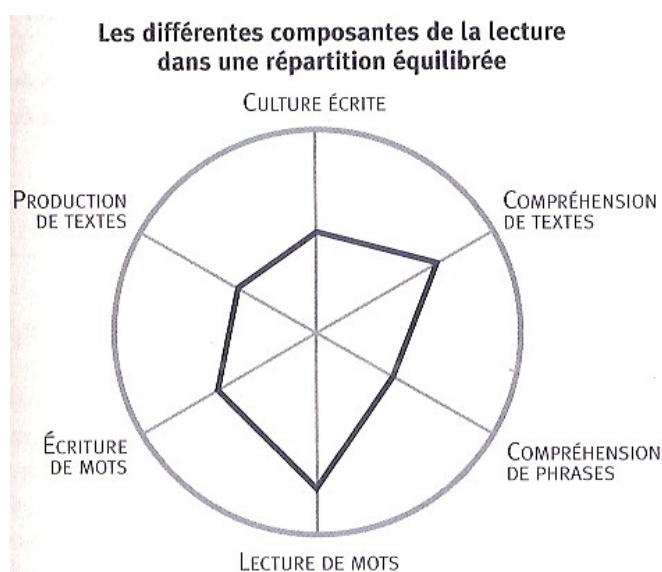 Les différentes composantes de la lecture
dans une répartition équilibrée
CULTURE ÉCRITE
PRODUCTION
DE TEXTES
COMPRÉHENSION
DE TEXTES
ÉCRITURE
DE MOTS
COMPRÉHENSION
DE PHRASES
LECTURE DE MOTS